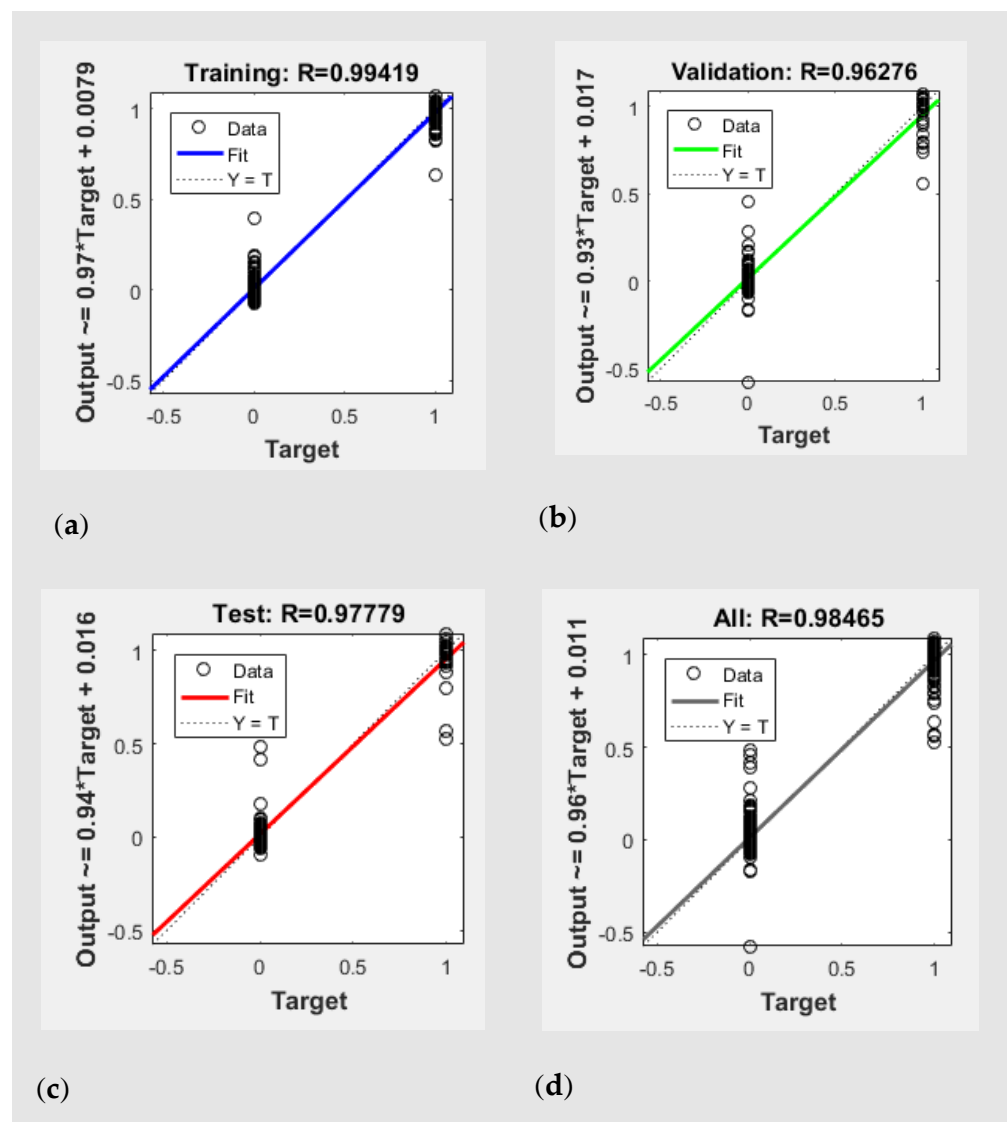 Training: R=0.99419
Output ~= 0.97*Target + 0.0079
Data
Fit
Y = T
1
0.5
0
-0.5
-0.5
0
0.5
1
Target
(a)
Validation: R=0.96276
Output ~= 0.93*Target + 0.017
Data
Fit
Y = T
1
0.5
0
-0.5
-0.5
0
0.5
1
Target
(b)
Test: R=0.97779
Output ~= 0.94*Target + 0.016
Data
Fit
Y = T
1
0.5
0
-0.5
-0.5
0
0.5
1
Target
(c)
All: R=0.98465
Output ~= 0.96*Target + 0.011
Data
Fit
Y = T
1
0.5
0
-0.5
-0.5
0
0.5
1
Target
(d)